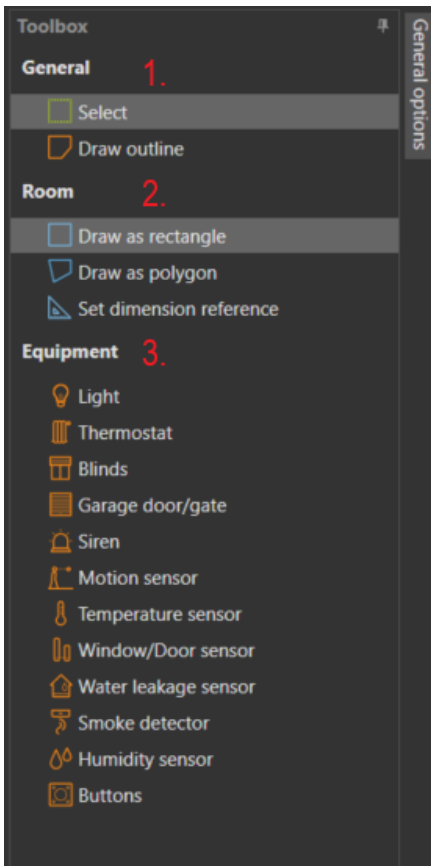 Toolbox
General 1.
Select
Draw outline
Room 2.
Draw as rectangle
Draw as polygon
Set dimension reference
Equipment 3.
Light
Thermostat
Blinds
Garage door/gate
Siren
Motion sensor
Temperature sensor
Window/Door sensor
Water leakage sensor
Smoke detector
Humidity sensor
Buttons
General options